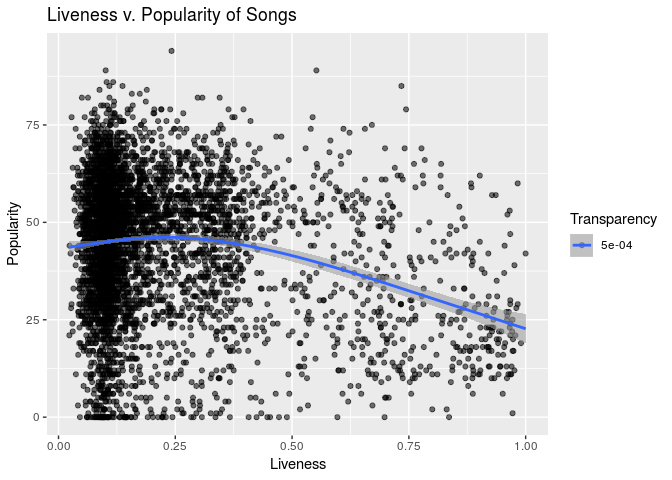 Liveness v. Popularity of Songs
Popularity
75
50
25
0
0.00 0.25 0.50 0.75 1.00
Liveness
Transparency
5e-04